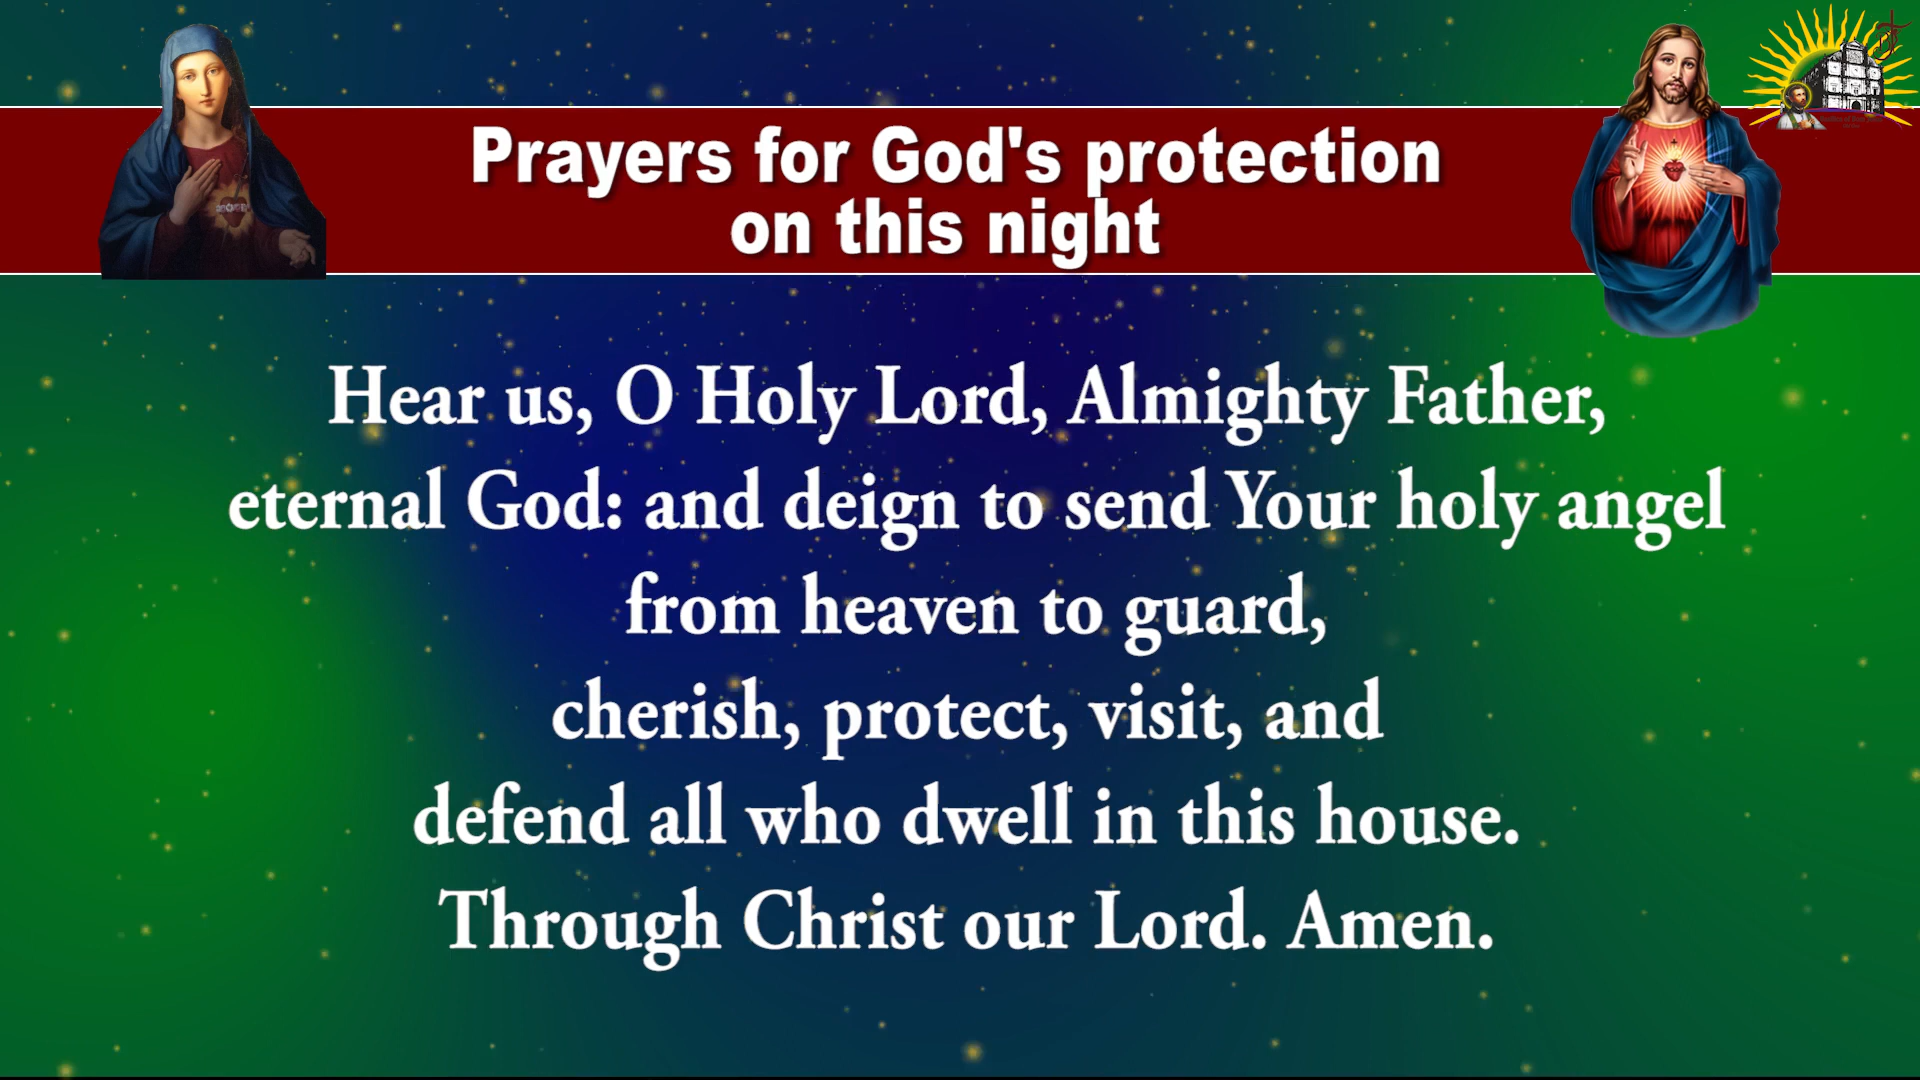 Prayers for God's protection
on this night
Hear us, O Holy Lord, Almighty Father,
eternal God: and deign to send Your holy angel
from heaven to guard,
cherish, protect, visit, and
defend all who dwell in this house.
Through Christ our Lord. Amen.